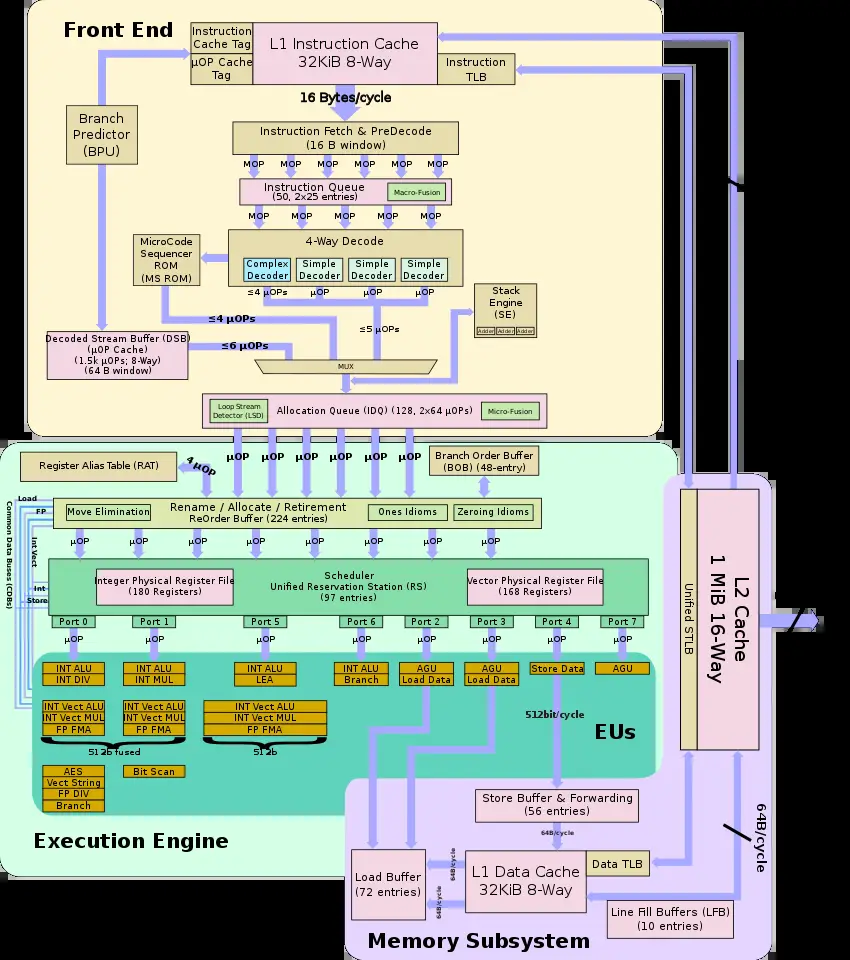 Front End
Instruction
Cache Tag
µOP Cache
Tag
L1 Instruction Cache
32KiB 8-Way
Instruction
TLB
16 Bytes/cycle
Branch
Predictor
(BPU)
Instruction Fetch & PreDecode
(16 B window)
MOP MOP MOP MOP MOP MOP
Instruction Queue
(50, 2x25 entries)
Macro-Fusion
MOP MOP MOP MOP MOP
4-Way Decode
Complex
Decoder
Simple
Decoder
Simple
Decoder
Simple
Decoder
MicroCode
Sequencer
ROM
(MS ROM)
≤4 µOPs µOP µOP µOP
Stack
Engine
(SE)
Adder Adder Adder
≤4 µOPs
≤5 µOPs
Decoded Stream Buffer (DSB)
(µOP Cache)
(1.5k µOPs; 8-Way)
(64 B window)
≤6 µOPs
MUX
Loop Stream
Detector (LSD)
Allocation Queue (IDQ) (128, 2x64 µOPs)
Micro-Fusion
Register Alias Table (RAT)
4 µOP
µOP µOP µOP µOP µOP µOP
Branch Order Buffer
(BOB) (48-entry)
Load
FP
Int Vect
Int
Store
Common Data Buses (CDBs)
Move Elimination
Rename / Allocate / Retirement
ReOrder Buffer (224 entries)
Ones Idioms
Zeroing Idioms
µOP µOP µOP µOP µOP µOP µOP µOP
Integer Physical Register File
(180 Registers)
Scheduler
Unified Reservation Station (RS)
(97 entries)
Vector Physical Register File
(168 Registers)
Port 0 Port 1 Port 5 Port 6 Port 2 Port 3 Port 4 Port 7
µOP µOP µOP µOP µOP µOP µOP µOP
INT ALU
INT DIV
INT ALU
INT MUL
INT ALU
LEA
INT ALU
Branch
AGU
Load Data
AGU
Load Data
Store Data
AGU
INT Vect ALU
INT Vect MUL
FP FMA
INT Vect ALU
INT Vect MUL
FP FMA
INT Vect ALU
INT Vect MUL
FP FMA
512b fused
512b
512bit/cycle
EUs
AES
Vect String
FP DIV
Branch
Bit Scan
Execution Engine
Unified STLB
L2 Cache
1 MiB 16-Way
Store Buffer & Forwarding
(56 entries)
64B/cycle
64B/cycle
Load Buffer
(72 entries)
64B/cycle
64B/cycle
L1 Data Cache
32KiB 8-Way
Data TLB
Line Fill Buffers (LFB)
(10 entries)
Memory Subsystem